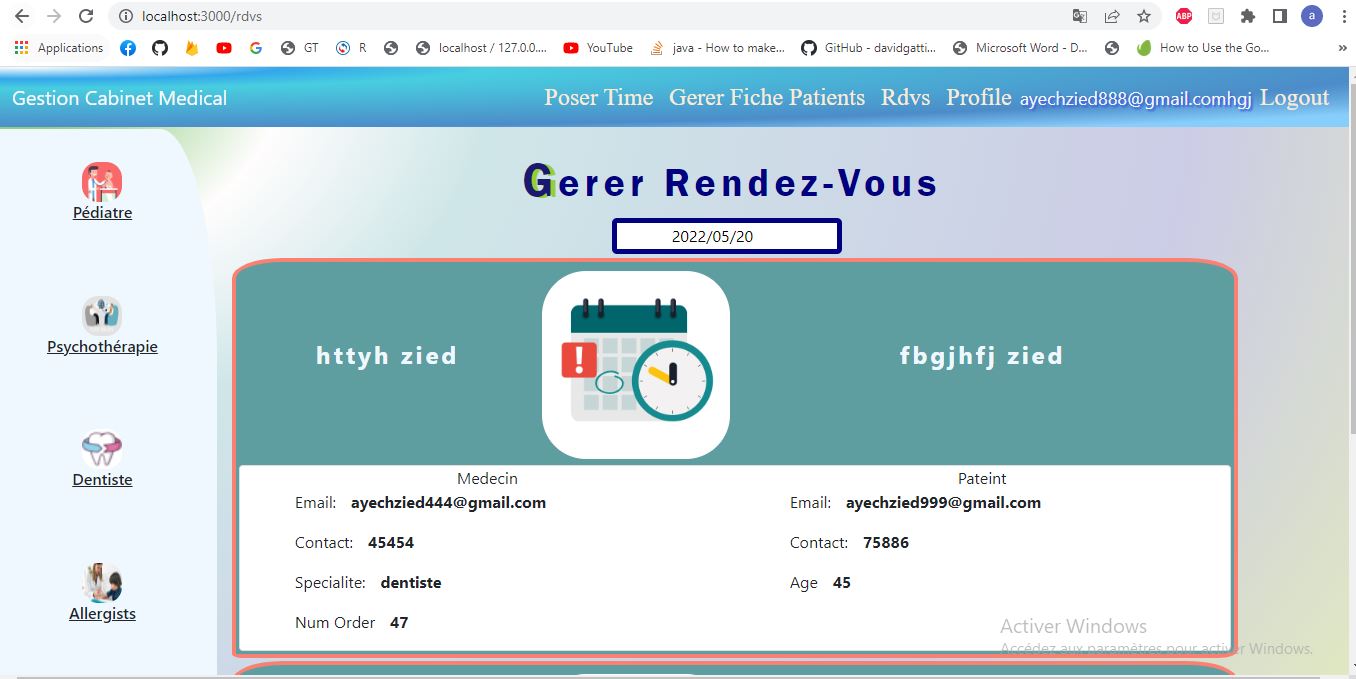 localhost:3000/rdvs
ABP
a
Applications
GT
R
localhost / 127.0.0....
YouTube
java - How to make...
GitHub - davidgatti...
Microsoft Word - D...
How to Use the Go...
»
Gestion Cabinet Medical
Poser Time Gerer Fiche Patients Rdvs Profile ayechzied888@gmail.comhgj Logout
Pédiatre
Psychothérapie
Dentiste
Allergists
Gerer Rendez-Vous
2022/05/20
httyh zied
fbgjhfj zied
Medecin
Email: ayechzied444@gmail.com
Contact: 45454
Specialite: dentiste
Num Order 47
Pateint
Email: ayechzied999@gmail.com
Contact: 75886
Age 45
Activer Windows
Accédez aux paramètres pour activer Windows.